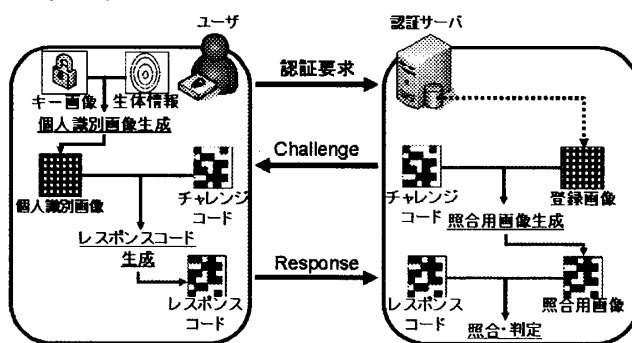 ユーザ
認証サーバ
キー画像
生体情報
認証要求
個人識別画像生成
Challenge
個人識別画像
チャレンジ
コード
チャレンジ
コード
登録画像
照合用画像生成
レスポンスコード
生成
Response
レスポンス
コード
レスポンス
コード
照合用画像
照合・判定